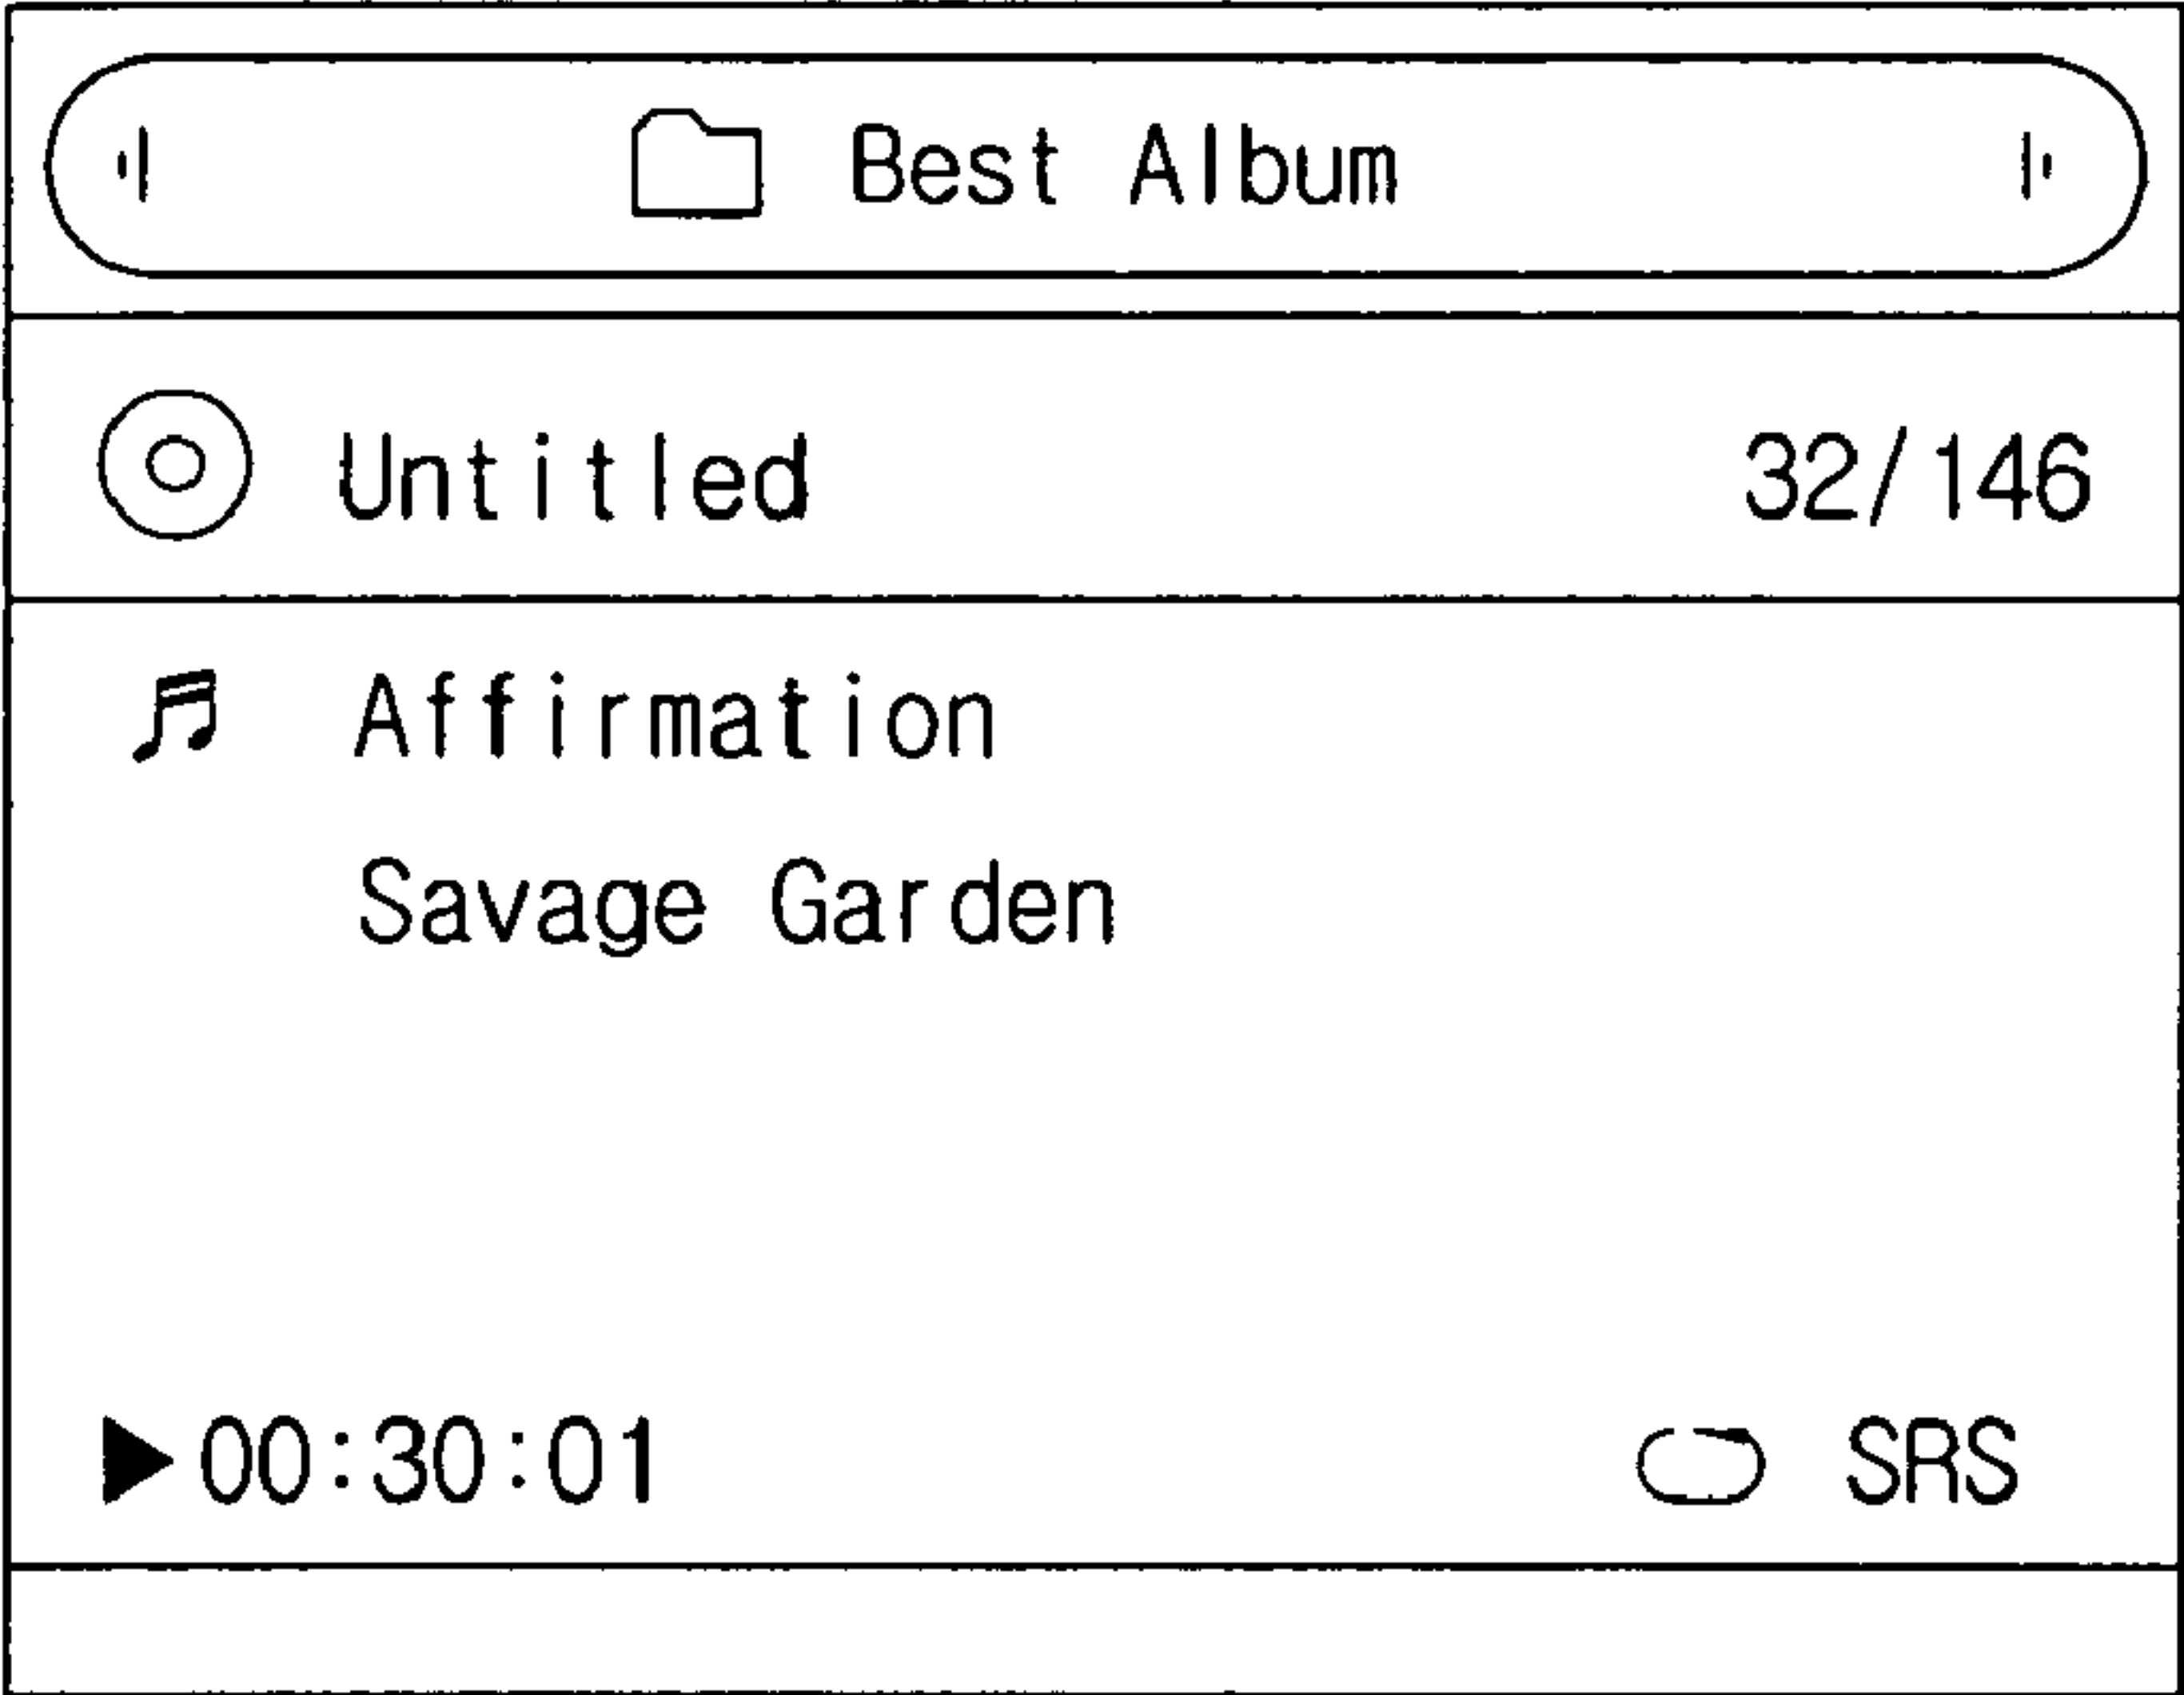 Best Album
Untitled 32/146
Affirmation
Savage Garden
00:30:01 SRS